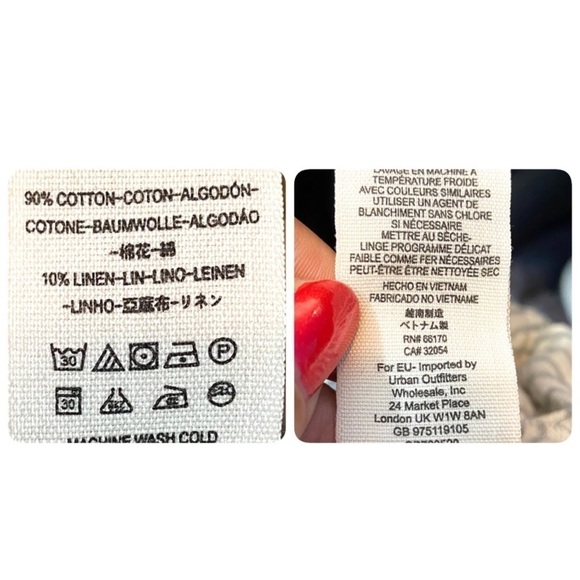 90% COTTON-COTON-ALGODÓN-
COTONE-BAUMWOLLE-ALGODÃO
-棉花-綿
10% LINEN-LIN-LINO-LEINEN
-LINHO-亞麻布-リネン
30
P
30
MACHINE WASH COLD
LAVAGE EN MACHINE A
TEMPÉRATURE FROIDE
AVEC COULEURS SIMILAIRES
UTILISER UN AGENT DE
BLANCHIMENT SANS CHLORE
SI NÉCESSAIRE
METTRE AU SÈCHE-
LINGE PROGRAMME DÉLICAT
FAIBLE COMME FER NÉCESSAIRES
PEUT-ÊTRE ÊTRE NETTOYÉE SEC
HECHO EN VIETNAM
FABRICADO NO VIETNAME
越南制造
ベトナム製
RN# 66170
CA# 32054
For EU- Imported by
Urban Outfitters
Wholesale, Inc
24 Market Place
London UK W1W 8AN
GB 975119105